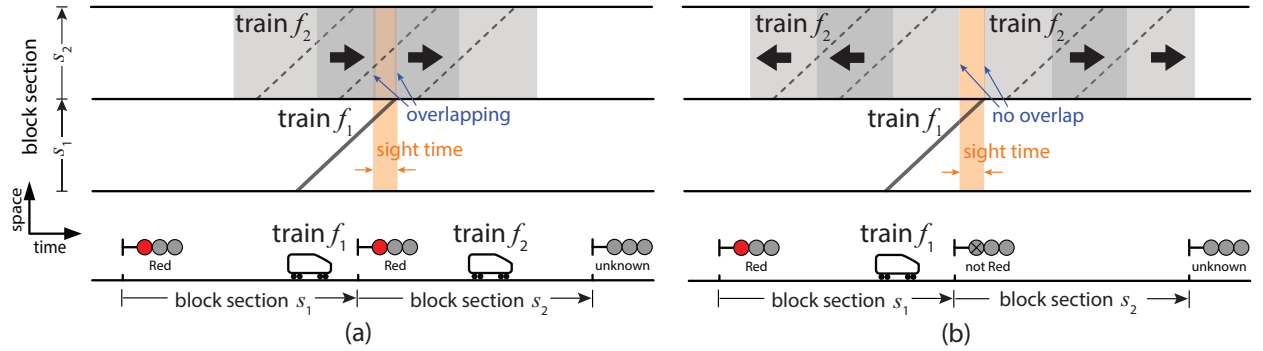 train f2
overlapping
train f1
sight time
block section
s1
s2
space
time
train f1
train f2
Red
Red
unknown
block section s1
block section s2
(a)
train f2
train f2
no overlap
train f1
sight time
train f1
Red
not Red
unknown
block section s1
block section s2
(b)